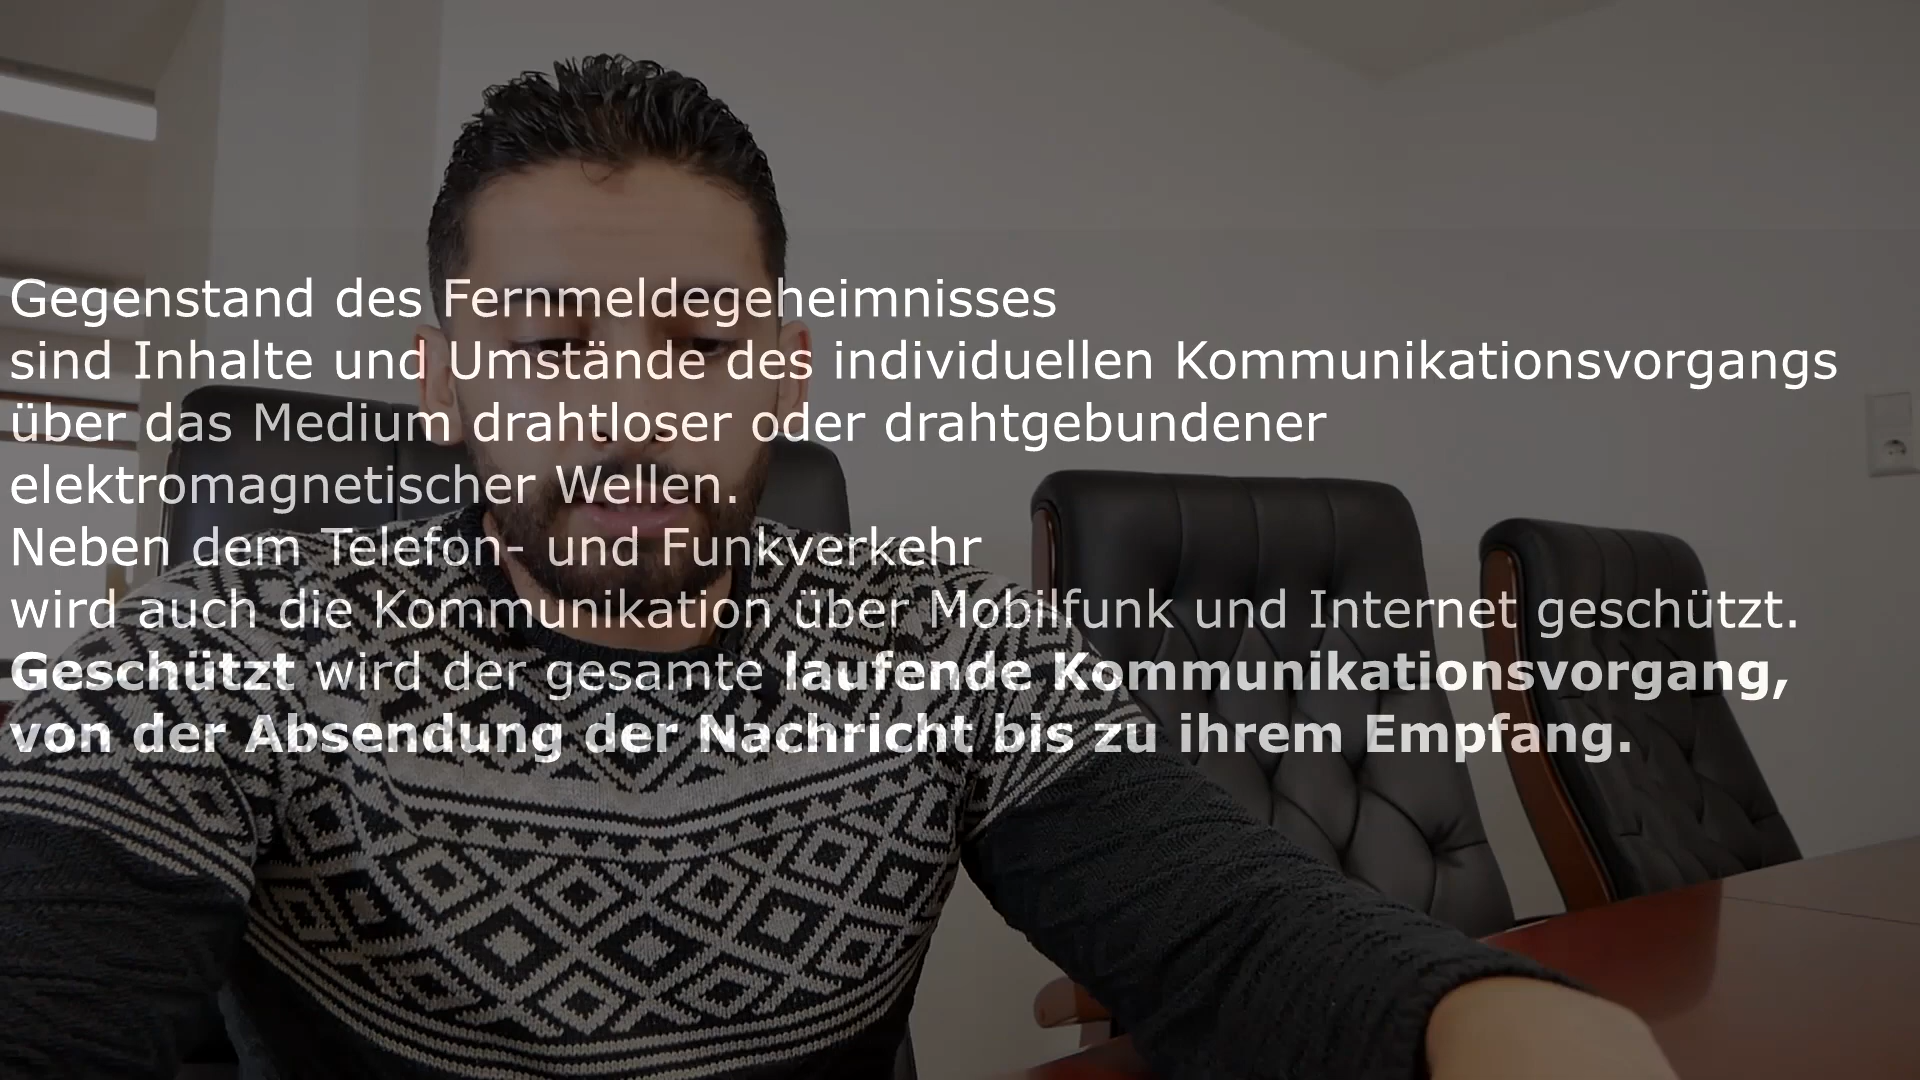 Gegenstand des Fernmeldegeheimnisses
sind Inhalte und Umstände des individuellen Kommunikationsvorgangs
über das Medium drahtloser oder drahtgebundener
elektromagnetischer Wellen.
Neben dem Telefon- und Funkverkehr
wird auch die Kommunikation über Mobilfunk und Internet geschützt.
Geschützt wird der gesamte laufende Kommunikationsvorgang,
von der Absendung der Nachricht bis zu ihrem Empfang.